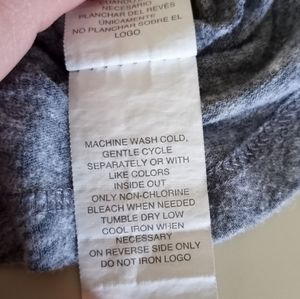 CUANDO SEA
NECESARIO
PLANCHAR DEL REVÉS
ÚNICAMENTE
NO PLANCHAR SOBRE EL
LOGO
MACHINE WASH COLD,
GENTLE CYCLE
SEPARATELY OR WITH
LIKE COLORS
INSIDE OUT
ONLY NON-CHLORINE
BLEACH WHEN NEEDED
TUMBLE DRY LOW
COOL IRON WHEN
NECESSARY
ON REVERSE SIDE ONLY
DO NOT IRON LOGO